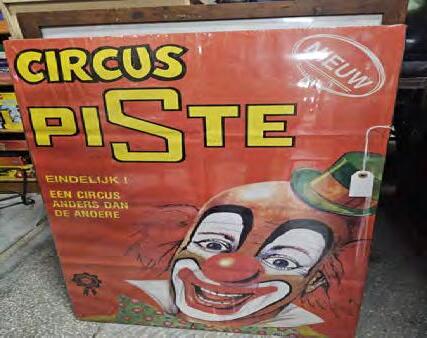 CIRCUS
NIEUW
PISTE
EINDELIJK !
EEN CIRCUS
ANDERS DAN
DE ANDERE